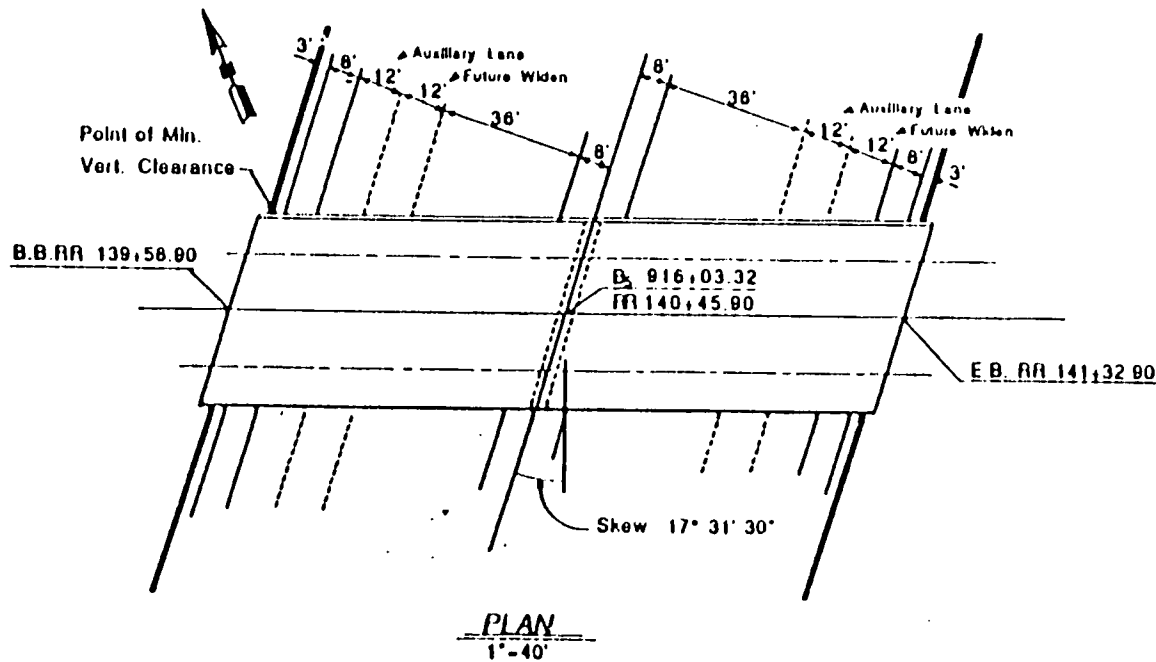 3'
8'
12'
Auxiliary Lane
12'
Future Widen
36'
8'
8'
36'
12'
Auxiliary Lane
12'
Future Widen
8'
3'
Point of Min.
Vert. Clearance
B.B.RR 139+58.90
916+03.32
RR 140+45.90
E.B. RR 141+32.90
Skew 17° 31' 30"
PLAN
1"-40'